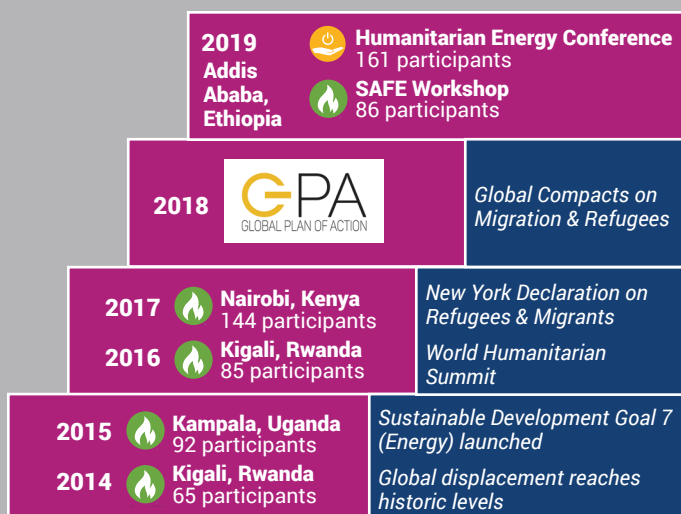 2019
Addis
Ababa,
Ethiopia
Humanitarian Energy Conference
161 participants
SAFE Workshop
86 participants
2018
GPA
GLOBAL PLAN OF ACTION
Global Compacts on
Migration & Refugees
2017
Nairobi, Kenya
144 participants
New York Declaration on
Refugees & Migrants
2016
Kigali, Rwanda
85 participants
World Humanitarian
Summit
2015
Kampala, Uganda
92 participants
Sustainable Development Goal 7
(Energy) launched
2014
Kigali, Rwanda
65 participants
Global displacement reaches
historic levels